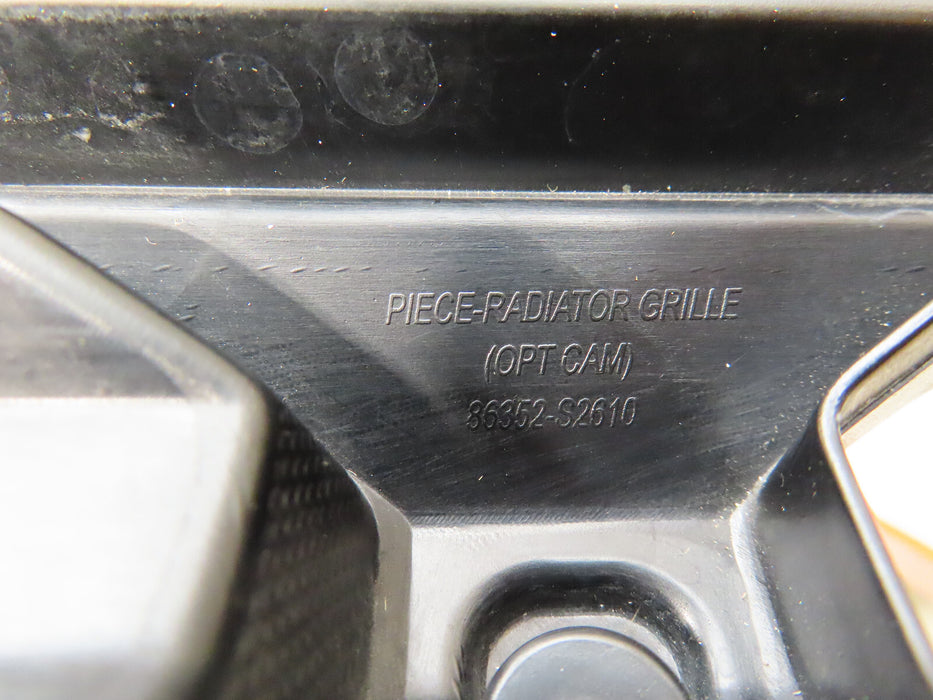 PIECE-RADIATOR GRILLE
(OPT CAM)
86352-S2610